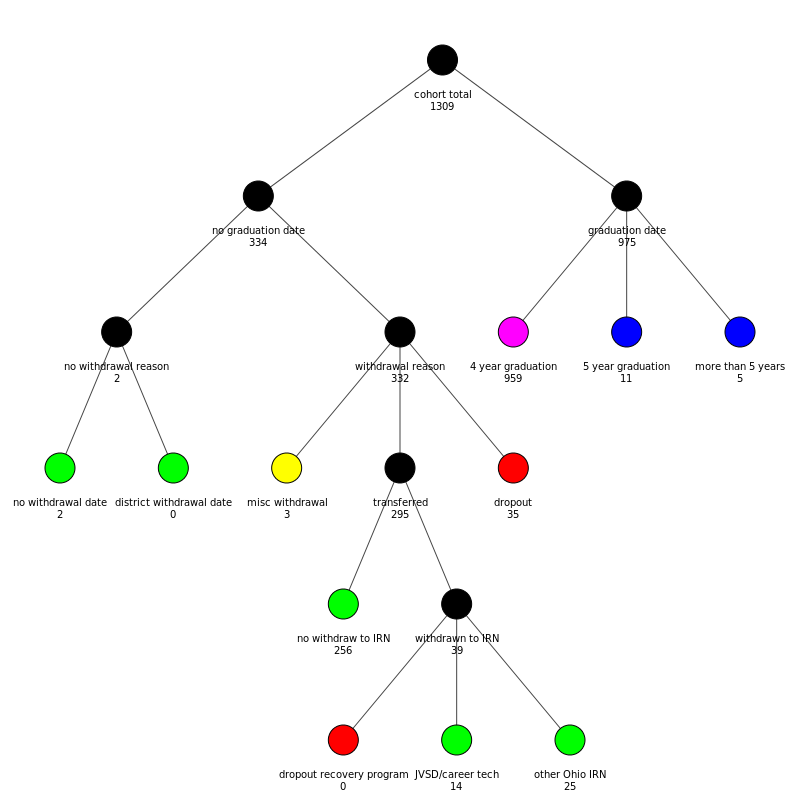 cohort total
1309
no graduation date
334
graduation date
975
no withdrawal reason
2
withdrawal reason
332
4 year graduation
959
5 year graduation
11
more than 5 years
5
no withdrawal date
2
district withdrawal date
0
misc withdrawal
3
transferred
295
dropout
35
no withdraw to IRN
256
withdrawn to IRN
39
dropout recovery program
0
JVSD/career tech
14
other Ohio IRN
25